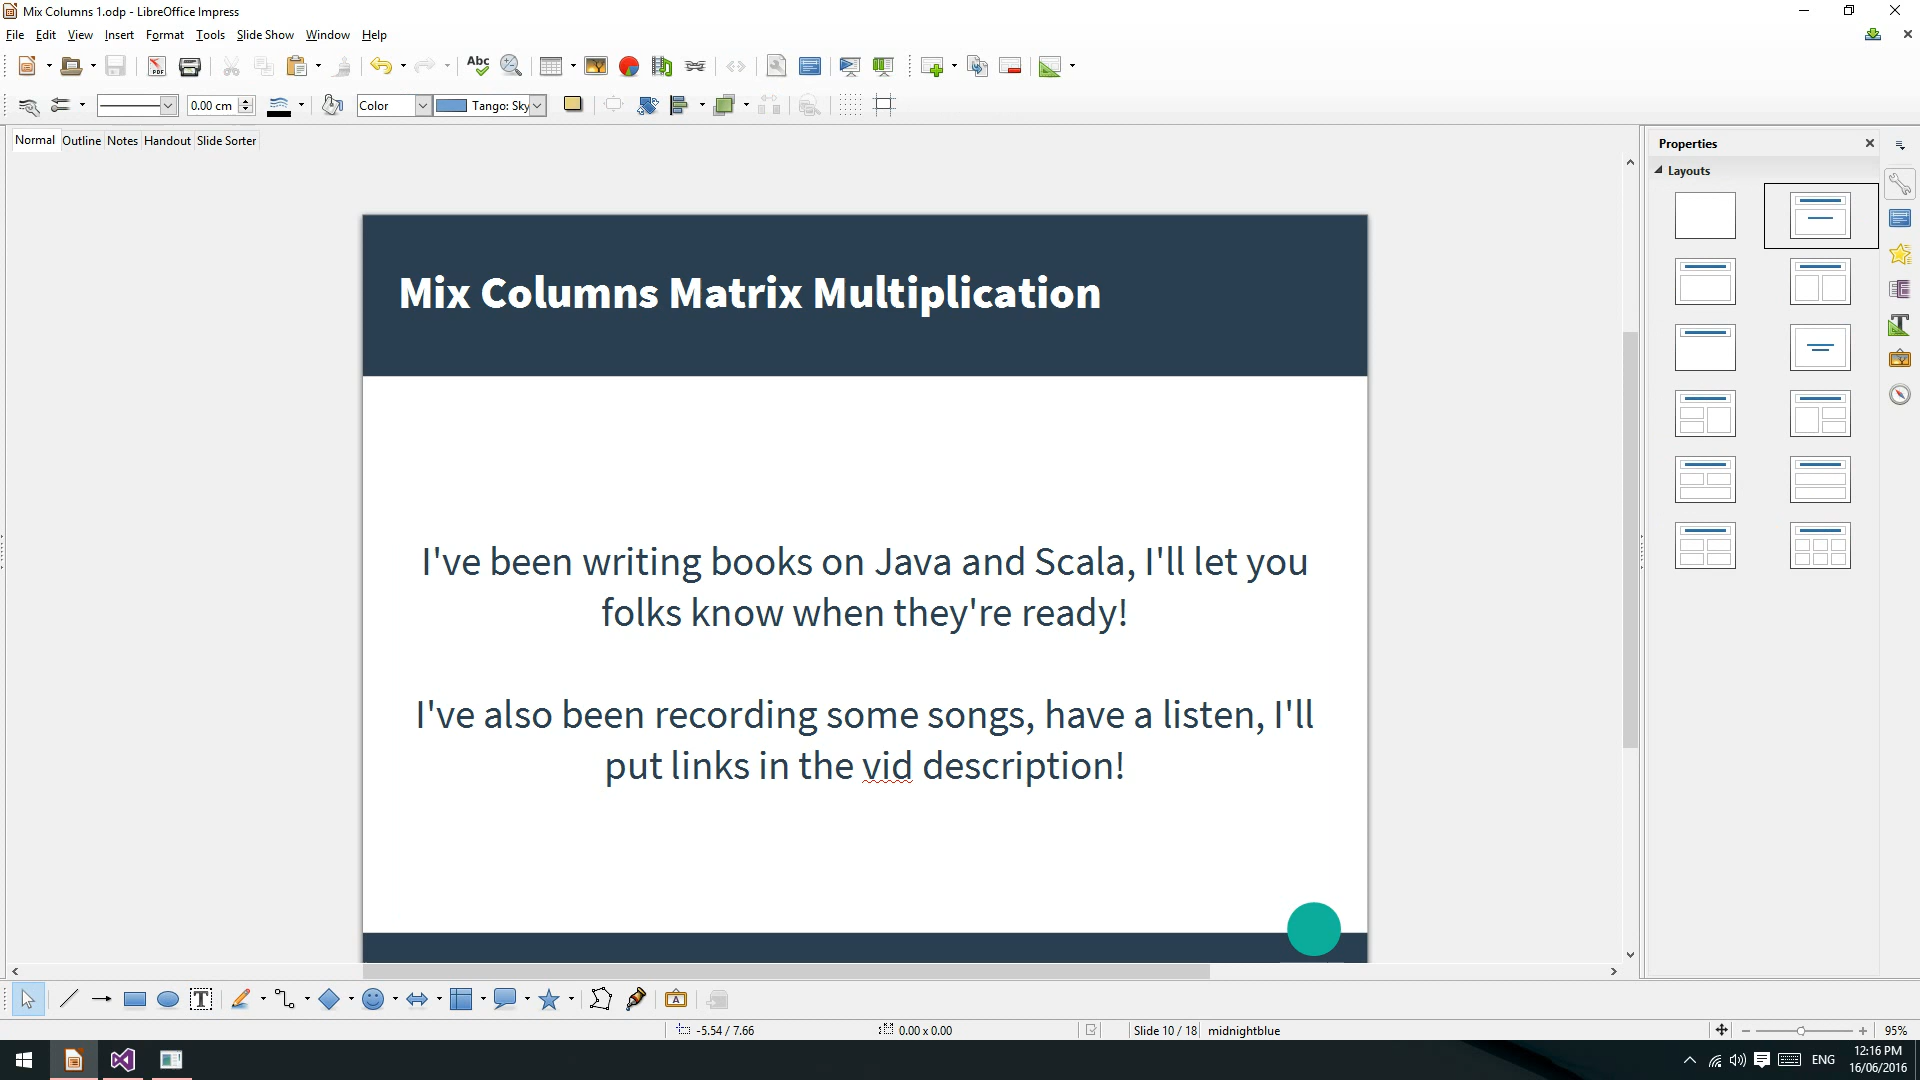 Mix Columns 1.odp - LibreOffice Impress
File Edit View Insert Format Tools Slide Show Window Help
Abc
0.00 cm
Color
Tango: Sky
Normal Outline Notes Handout Slide Sorter
Properties
Layouts
Mix Columns Matrix Multiplication
I've been writing books on Java and Scala, I'll let you
folks know when they're ready!
I've also been recording some songs, have a listen, I'll
put links in the vid description!
-5.54 / 7.66
0.00 x 0.00
Slide 10 / 18
midnightblue
95%
ENG
12:16 PM
16/06/2016